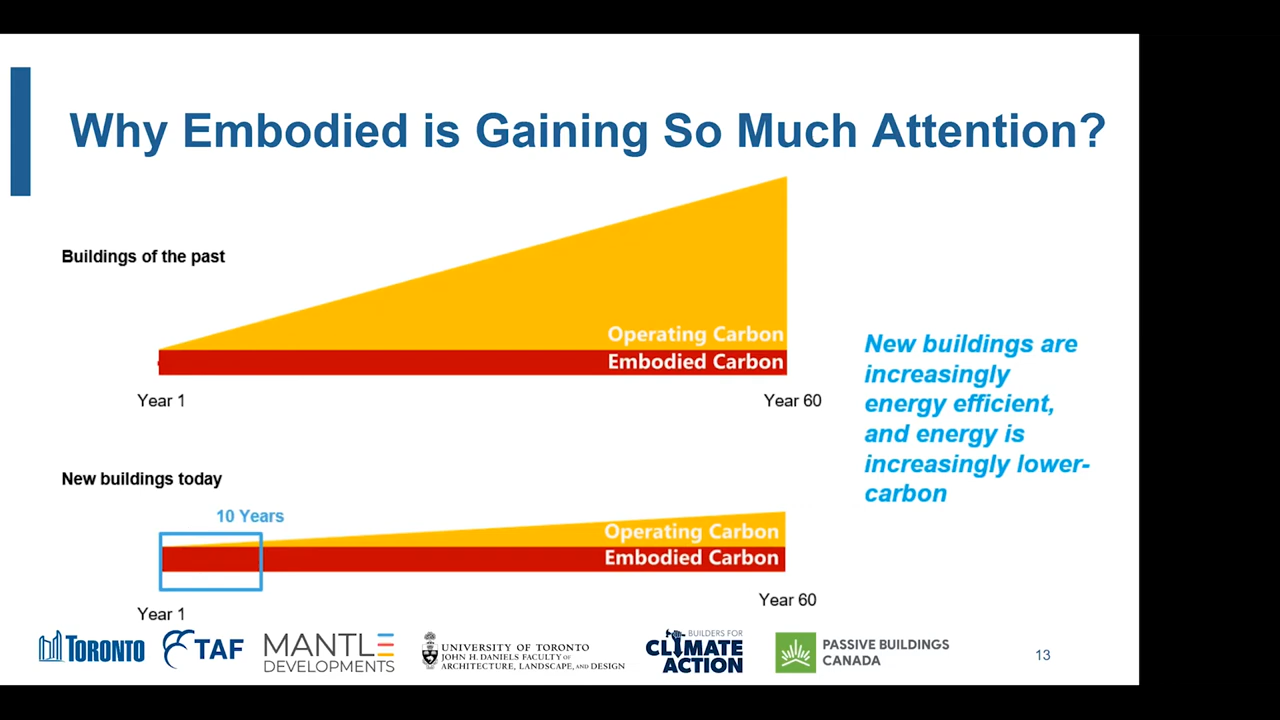 Why Embodied is Gaining So Much Attention?
Buildings of the past
Operating Carbon
Embodied Carbon
Year 1
Year 60
New buildings are
increasingly
energy efficient,
and energy is
increasingly lower-
carbon
New buildings today
10 Years
Operating Carbon
Embodied Carbon
Year 1
Year 60
TORONTO
TAF
MANTLE
DEVELOPMENTS
UNIVERSITY OF TORONTO
JOHN H. DANIELS FACULTY OF
ARCHITECTURE, LANDSCAPE, AND DESIGN
BUILDERS FOR
CLIMATE
ACTION
PASSIVE BUILDINGS
CANADA
13